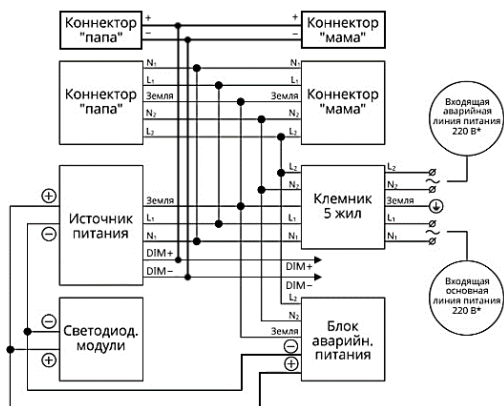 Коннектор
"папа"
+
−
+
−
Коннектор
"мама"
Коннектор
"папа"
N₁
L₁
Земля
N₂
L₂
N₁
L₁
Земля
N₂
L₂
Коннектор
"мама"
Входящая
аварийная
линия питания
220 В*
Источник
питания
+
−
Земля
L₁
N₁
DIM+
DIM−
L₂
N₂
Земля
L₁
N₁
Клемник
5 жил
L₂
~
N₂
Земля
L₁
~
N₁
DIM+
DIM−
Входящая
основная
линия питания
220 В*
Светодиод.
модули
−
+
L₂
N₂
Земля
−
+
Блок
аварийн.
питания